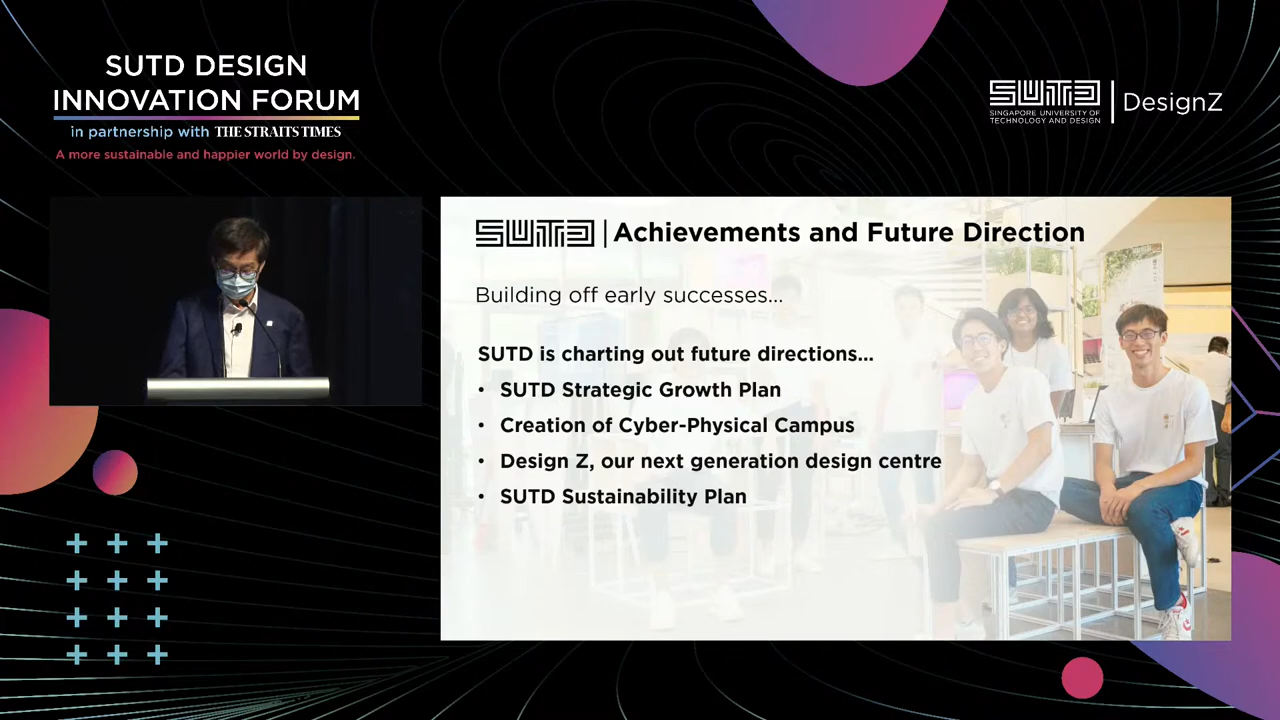 SUTD DESIGN
INNOVATION FORUM
in partnership with THE STRAITS TIMES
A more sustainable and happier world by design.
SUTD
SINGAPORE UNIVERSITY OF
TECHNOLOGY AND DESIGN
DesignZ
SUTD | Achievements and Future Direction
Building off early successes...
SUTD is charting out future directions...
• SUTD Strategic Growth Plan
• Creation of Cyber-Physical Campus
• Design Z, our next generation design centre
• SUTD Sustainability Plan